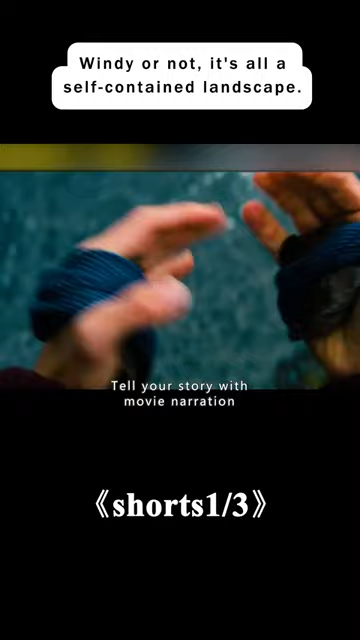 Windy or not, it's all a
self-contained landscape.
Tell your story with
movie narration
《shorts1/3》